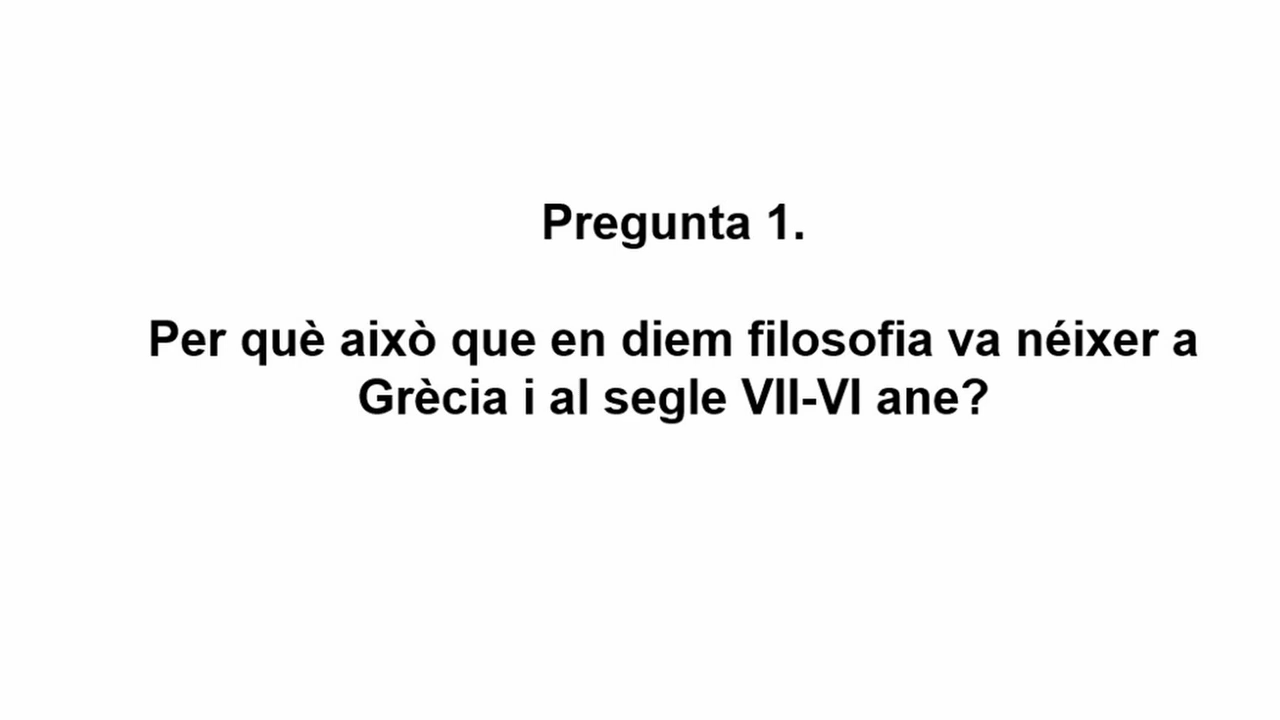 Pregunta 1.
Per què això que en diem filosofia va néixer a
Grècia i al segle VII-VI ane?